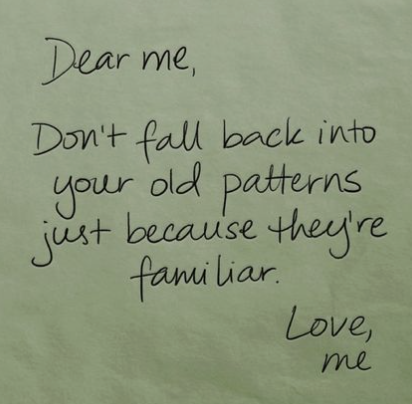 Dear me,
Don't fall back into
your old patterns
just because they're
familiar.
Love,
me